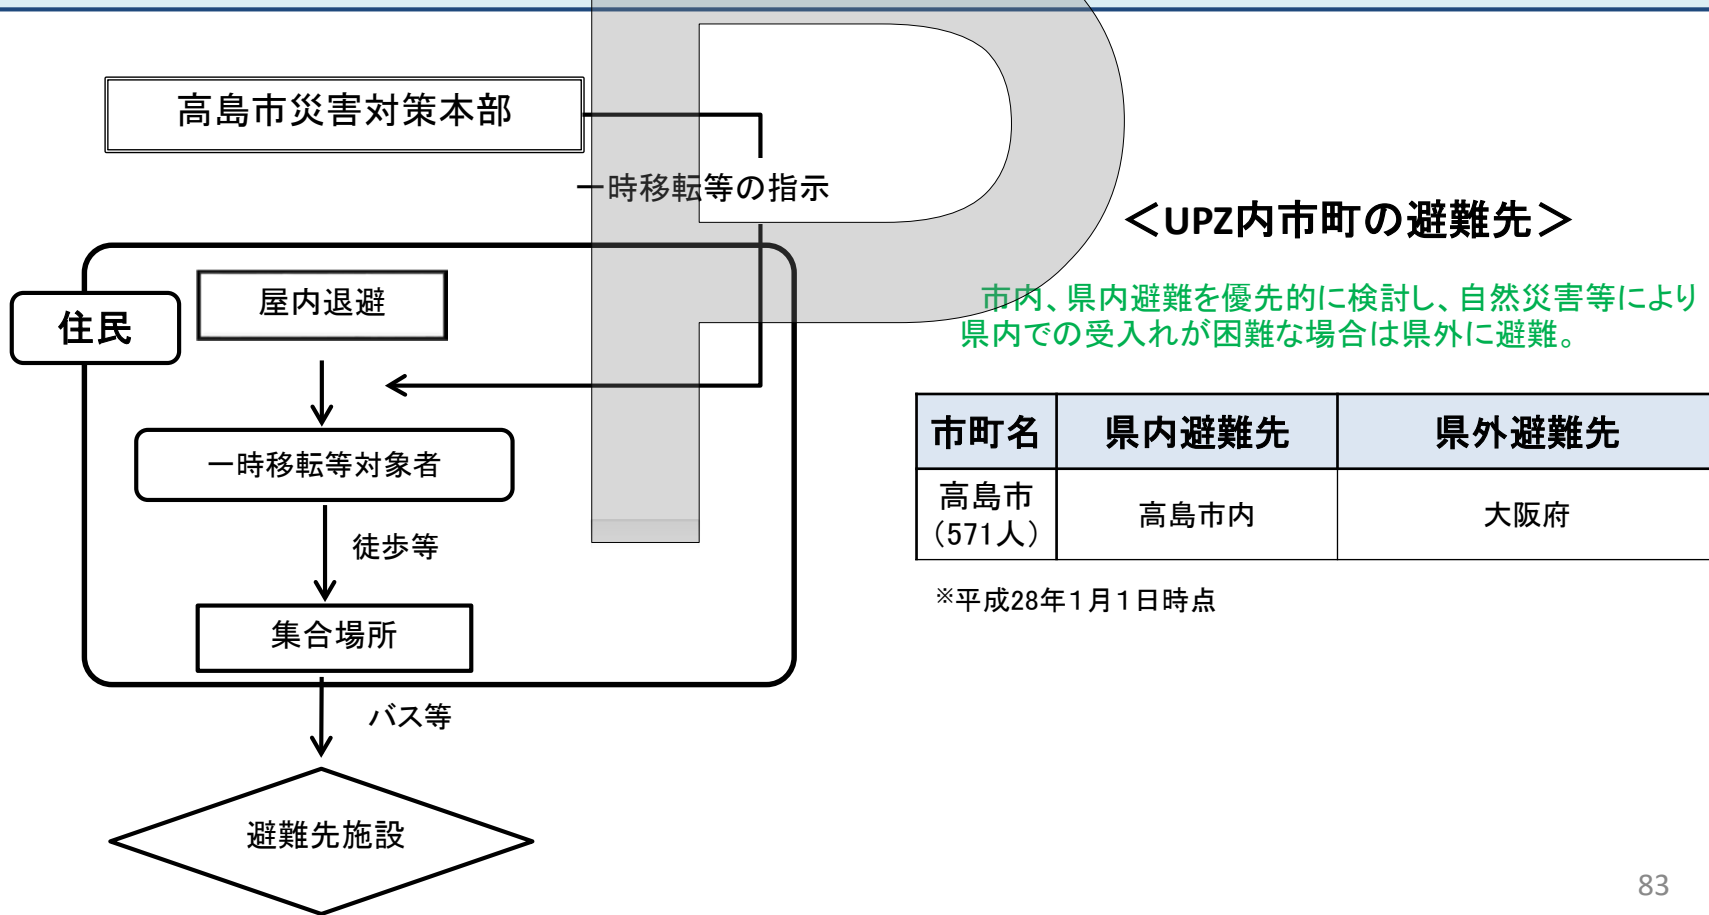 高島市災害対策本部
一時移転等の指示
住民
屋内退避
一時移転等対象者
徒歩等
集合場所
バス等
避難先施設
＜UPZ内市町の避難先＞
市内、県内避難を優先的に検討し、自然災害等により
県内での受入れが困難な場合は県外に避難。
市町名 県内避難先 県外避難先
高島市
（571人） 高島市内 大阪府
※平成28年１月１日時点
P
83